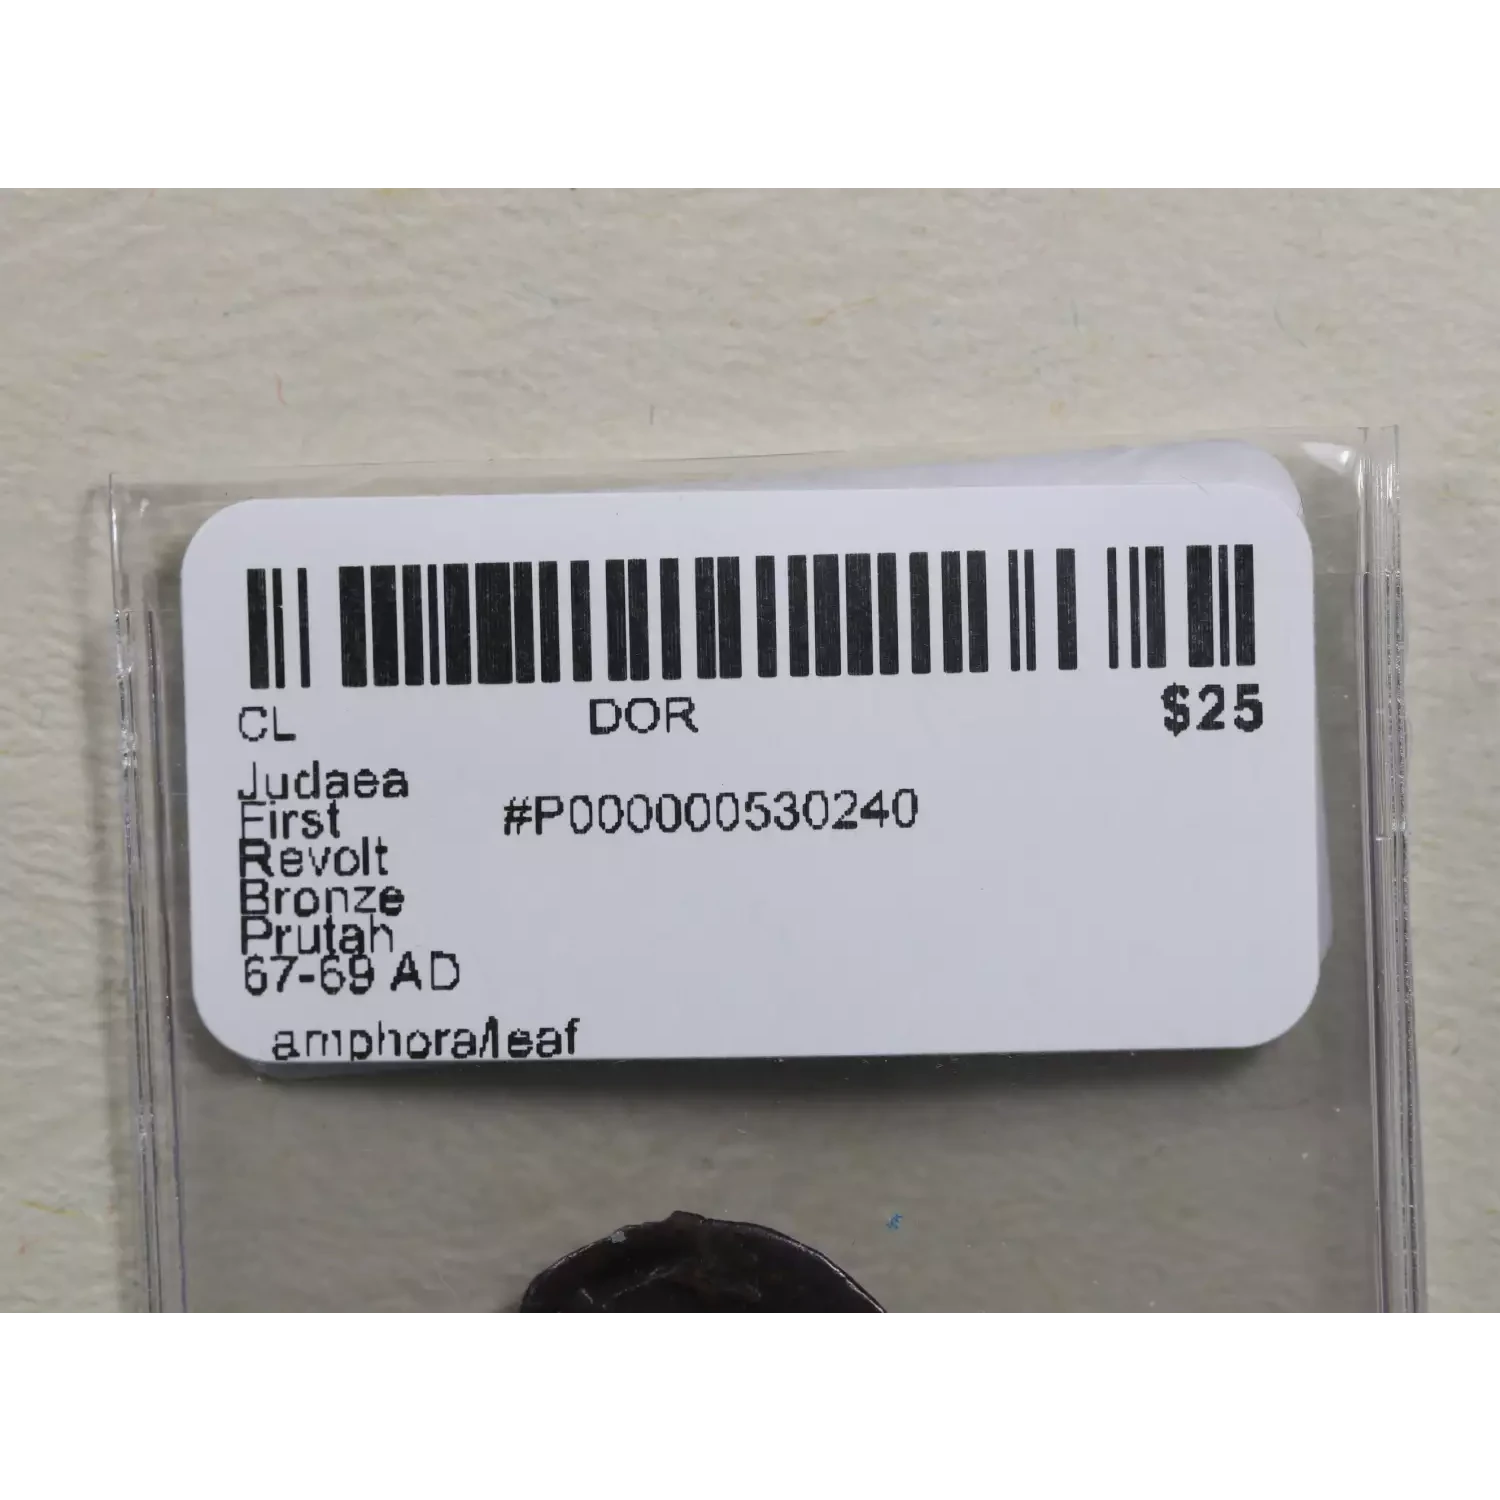 CL DOR $25
Judaea
First
Revolt
Bronze
Prutah
67-69 AD
#P000000530240
amphora/leaf